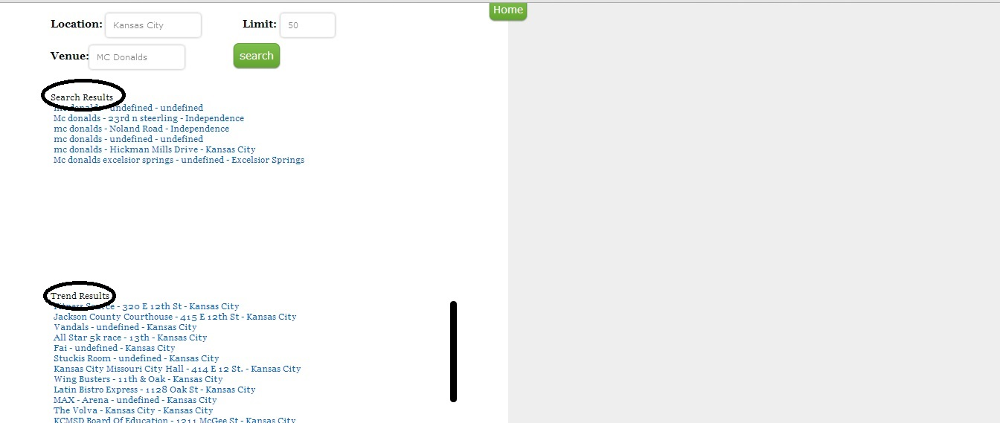 Home
Location: Kansas City Limit: 50
Venue: MC Donalds search
Search Results
mc donalds - undefined - undefined
Mc donalds - 23rd n steerling - Independence
mc donalds - Noland Road - Independence
mc donalds - undefined - undefined
mc donalds - Hickman Mills Drive - Kansas City
Mc donalds excelsior springs - undefined - Excelsior Springs
Trend Results
Fitness Source - 320 E 12th St - Kansas City
Jackson County Courthouse - 415 E 12th St - Kansas City
Vandals - undefined - Kansas City
All Star 5k race - 13th - Kansas City
Fai - undefined - Kansas City
Stuckis Room - undefined - Kansas City
Kansas City Missouri City Hall - 414 E 12 St. - Kansas City
Wing Busters - 11th & Oak - Kansas City
Latin Bistro Express - 1128 Oak St - Kansas City
MAX - Arena - undefined - Kansas City
The Volva - Kansas City - Kansas City
KCMSD Board Of Education - 1211 McGee St - Kansas City